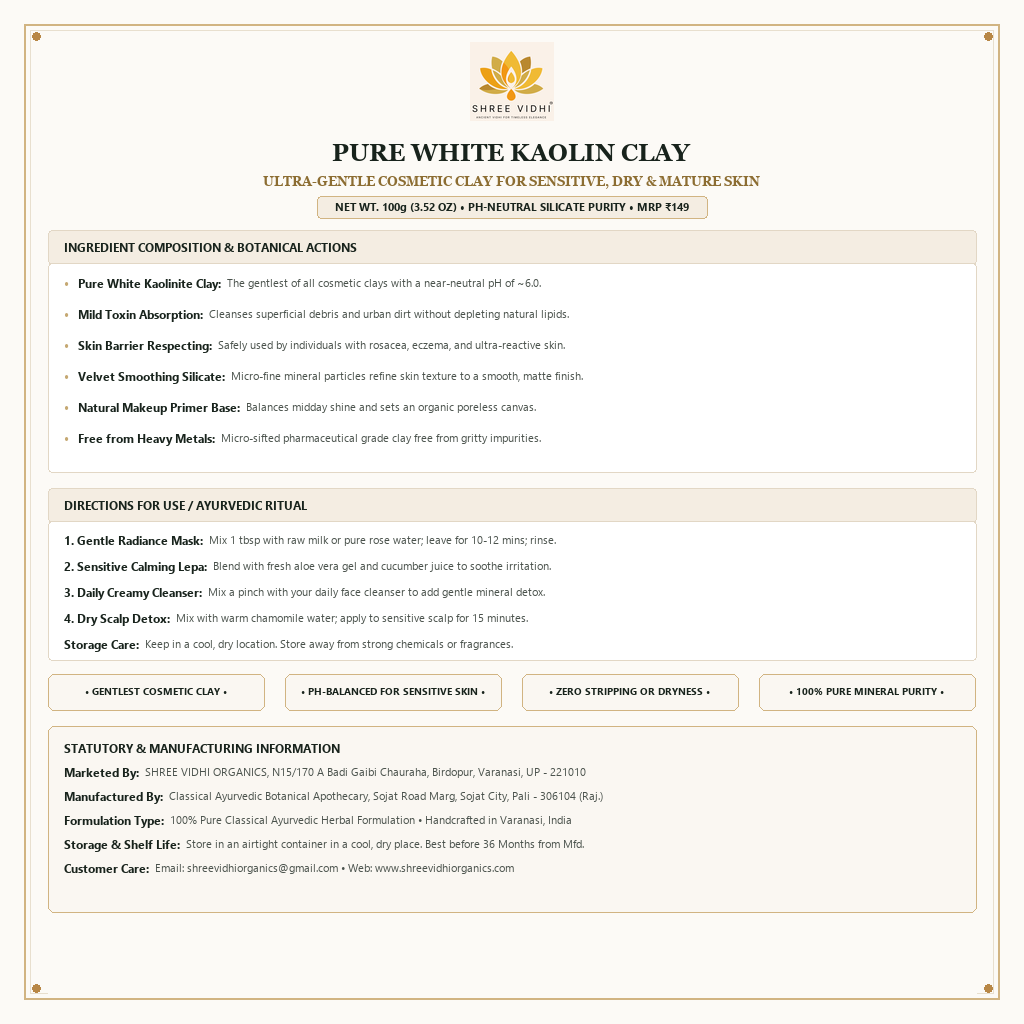 SHREE VIDHI
ANCIENT VIDHI FOR TIMELESS ELEGANCE
PURE WHITE KAOLIN CLAY
ULTRA-GENTLE COSMETIC CLAY FOR SENSITIVE, DRY & MATURE SKIN
NET WT. 100g (3.52 OZ) • PH-NEUTRAL SILICATE PURITY • MRP ₹149
INGREDIENT COMPOSITION & BOTANICAL ACTIONS
• Pure White Kaolinite Clay: The gentlest of all cosmetic clays with a near-neutral pH of ~6.0.
• Mild Toxin Absorption: Cleanses superficial debris and urban dirt without depleting natural lipids.
• Skin Barrier Respecting: Safely used by individuals with rosacea, eczema, and ultra-reactive skin.
• Velvet Smoothing Silicate: Micro-fine mineral particles refine skin texture to a smooth, matte finish.
• Natural Makeup Primer Base: Balances midday shine and sets an organic poreless canvas.
• Free from Heavy Metals: Micro-sifted pharmaceutical grade clay free from gritty impurities.
DIRECTIONS FOR USE / AYURVEDIC RITUAL
1. Gentle Radiance Mask: Mix 1 tbsp with raw milk or pure rose water; leave for 10-12 mins; rinse.
2. Sensitive Calming Lepa: Blend with fresh aloe vera gel and cucumber juice to soothe irritation.
3. Daily Creamy Cleanser: Mix a pinch with your daily face cleanser to add gentle mineral detox.
4. Dry Scalp Detox: Mix with warm chamomile water; apply to sensitive scalp for 15 minutes.
Storage Care: Keep in a cool, dry location. Store away from strong chemicals or fragrances.
• GENTLEST COSMETIC CLAY •
• PH-BALANCED FOR SENSITIVE SKIN •
• ZERO STRIPPING OR DRYNESS •
• 100% PURE MINERAL PURITY •
STATUTORY & MANUFACTURING INFORMATION
Marketed By: SHREE VIDHI ORGANICS, N15/170 A Badi Gaibi Chauraha, Birdopur, Varanasi, UP - 221010
Manufactured By: Classical Ayurvedic Botanical Apothecary, Sojat Road Marg, Sojat City, Pali - 306104 (Raj.)
Formulation Type: 100% Pure Classical Ayurvedic Herbal Formulation • Handcrafted in Varanasi, India
Storage & Shelf Life: Store in an airtight container in a cool, dry place. Best before 36 Months from Mfd.
Customer Care: Email: shreevidhiorganics@gmail.com • Web: www.shreevidhiorganics.com